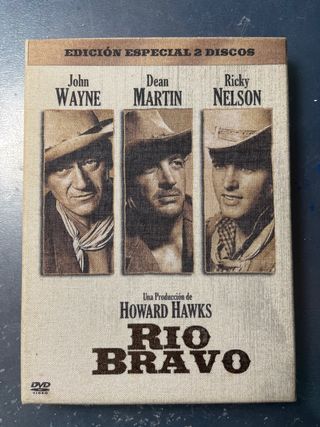 EDICIÓN ESPECIAL 2 DISCOS
John Dean Ricky
WAYNE MARTIN NELSON
Una Producción de
HOWARD HAWKS
RIO
BRAVO
DVD
VIDEO